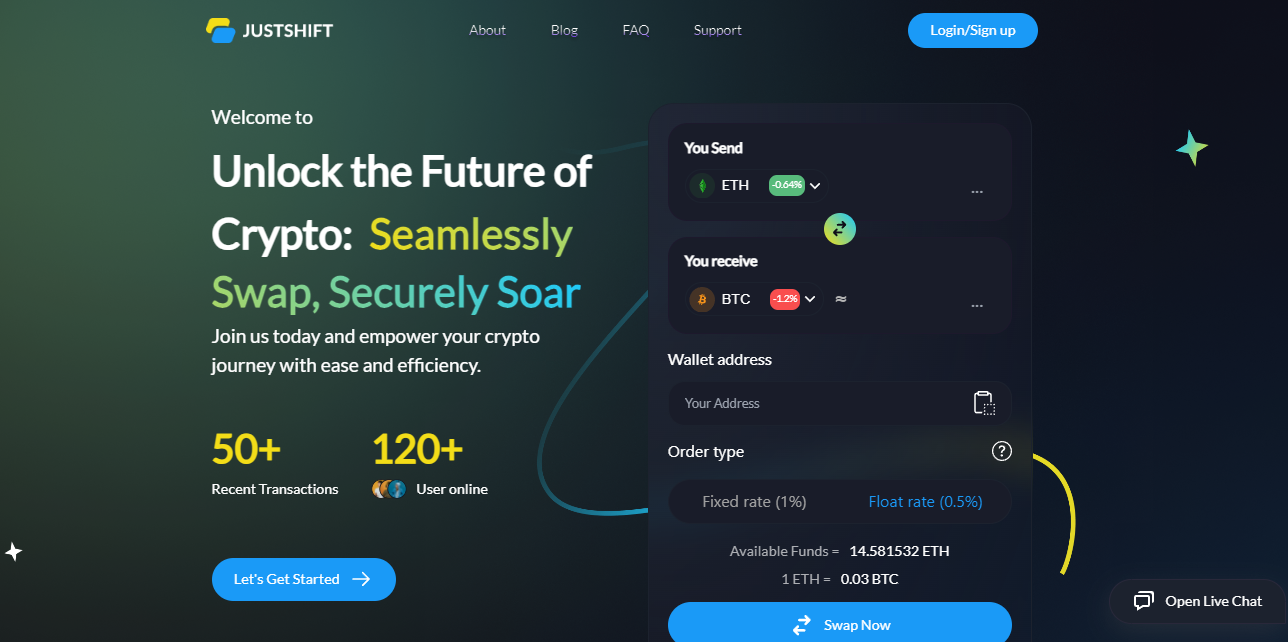 JUSTSHIFT
About
Blog
FAQ
Support
Login/Sign up
Welcome to
Unlock the Future of
Crypto: Seamlessly
Swap, Securely Soar
Join us today and empower your crypto
journey with ease and efficiency.
50+
Recent Transactions
120+
User online
Let's Get Started
You Send
ETH -0.64%
...
You receive
BTC -1.2% ≈
...
Wallet address
Your Address
Order type
?
Fixed rate (1%)
Float rate (0.5%)
Available Funds = 14.581532 ETH
1 ETH = 0.03 BTC
Swap Now
Open Live Chat